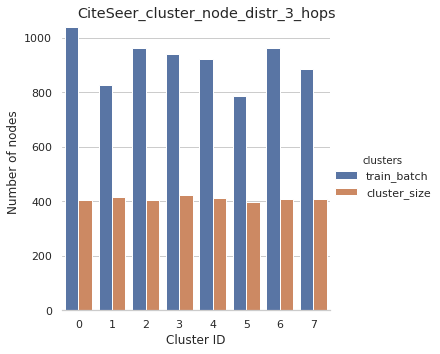 CiteSeer_cluster_node_distr_3_hops
1000
800
600
400
200
0
Number of nodes
0 1 2 3 4 5 6 7
Cluster ID
clusters
train_batch
cluster_size